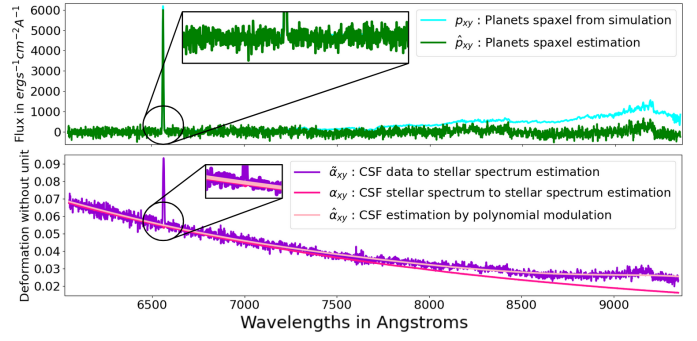 Flux in ergs⁻¹cm⁻²A⁻¹
6000
5000
4000
3000
2000
1000
0
p_xy : Planets spaxel from simulation
p̂_xy : Planets spaxel estimation
Deformation without unit
0.09
0.08
0.07
0.06
0.05
0.04
0.03
0.02
α̃_xy : CSF data to stellar spectrum estimation
α_xy : CSF stellar spectrum to stellar spectrum estimation
α̂_xy : CSF estimation by polynomial modulation
6500 7000 7500 8000 8500 9000
Wavelengths in Angstroms